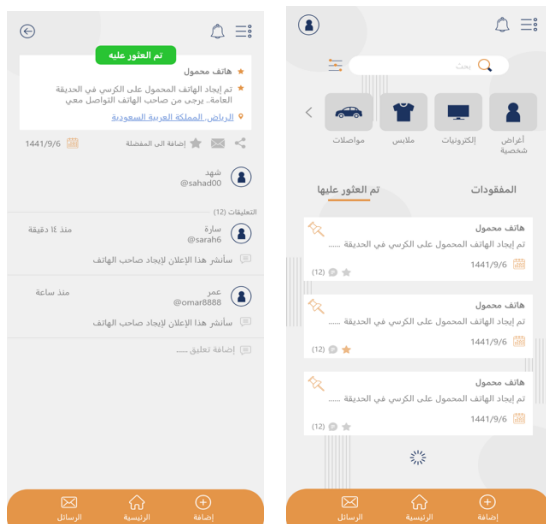 بحث
أغراض شخصية
إلكترونيات
ملابس
مواصلات
المفقودات
تم العثور عليها
هاتف محمول
تم إيجاد الهاتف المحمول على الكرسي في الحديقة ......
1441/9/6
(12)
هاتف محمول
تم إيجاد الهاتف المحمول على الكرسي في الحديقة ......
1441/9/6
(12)
هاتف محمول
تم إيجاد الهاتف المحمول على الكرسي في الحديقة ......
1441/9/6
(12)
إضافة
الرئيسية
الرسائل
تم العثور عليه
هاتف محمول
تم إيجاد الهاتف المحمول على الكرسي في الحديقة
العامة.. يرجى من صاحب الهاتف التواصل معي
الرياض, المملكة العربية السعودية
إضافة الى المفضلة
1441/9/6
شهد
@sahad00
التعليقات (12)
سارة
منذ ١٤ دقيقة
@sarah6
سأنشر هذا الإعلان لإيجاد صاحب الهاتف
عمر
منذ ساعة
@omar8888
سأنشر هذا الإعلان لإيجاد صاحب الهاتف
إضافة تعليق ......
إضافة
الرئيسية
الرسائل